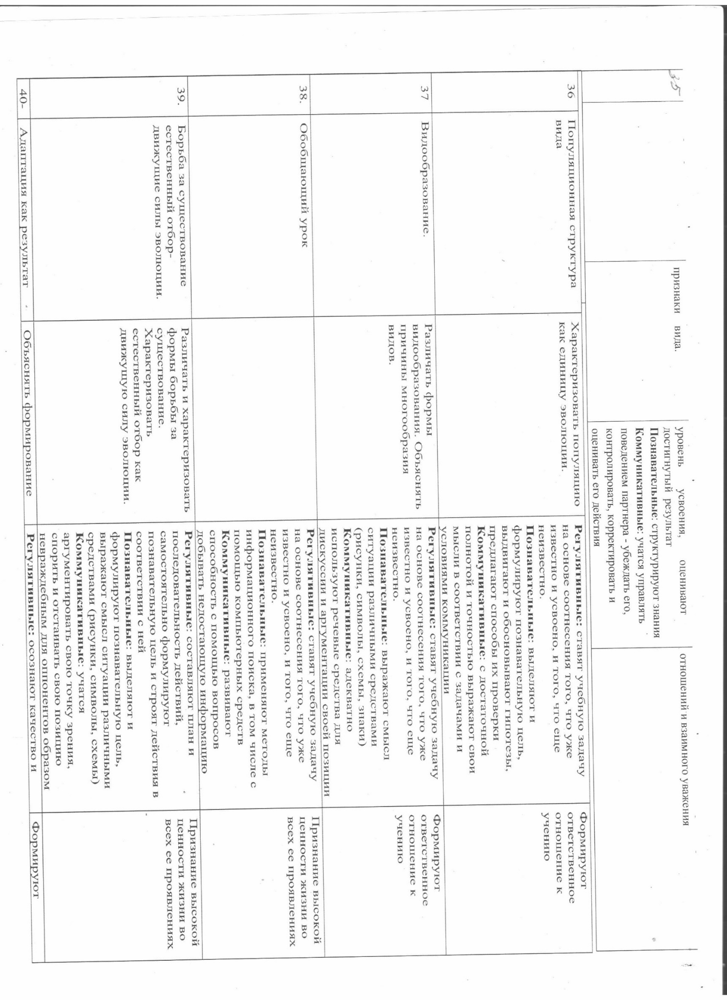 35
признаки вида.
уровень усвоения, оценивают
достигнутый результат
Познавательные: структурируют знания
Коммуникативные: учатся управлять
поведением партнера - убеждать его,
контролировать, корректировать и
оценивать его действия
отношений и взаимного уважения
36
Популяционная структура
вида
Характеризовать популяцию
как единицу эволюции.
Регулятивные: ставят учебную задачу
на основе соотнесения того, что уже
известно и усвоено, и того, что еще
неизвестно.
Познавательные: выделяют и
формулируют познавательную цель,
выдвигают и обосновывают гипотезы,
предлагают способы их проверки
Коммуникативные: с достаточной
полнотой и точностью выражают свои
мысли в соответствии с задачами и
условиями коммуникации
Формируют
ответственное
отношение к
учению
37
Видообразование.
Различать формы
видообразования. Объяснять
причины многообразия
видов.
Регулятивные: ставят учебную задачу
на основе соотнесения того, что уже
известно и усвоено, и того, что еще
неизвестно.
Познавательные: выражают смысл
ситуации различными средствами
(рисунки, символы, схемы, знаки)
Коммуникативные: адекватно
используют речевые средства для
дискуссии и аргументации своей позиции
Формируют
ответственное
отношение к
учению
38.
Обобщающий урок
Регулятивные: ставят учебную задачу
на основе соотнесения того, что уже
известно и усвоено, и того, что еще
неизвестно.
Познавательные: применяют методы
информационного поиска, в том числе с
помощью компьютерных средств
Коммуникативные: развивают
способность с помощью вопросов
добывать недостающую информацию
Признание высокой
ценности жизни во
всех ее проявлениях
39.
Борьба за существование
естественный отбор-
движущие силы эволюции.
Различать и характеризовать
формы борьбы за
существование.
Характеризовать
естественный отбор как
движущую силу эволюции.
Регулятивные: составляют план и
последовательность действий,
самостоятельно формулируют
познавательную цель и строят действия в
соответствии с ней
Познавательные: выделяют и
формулируют познавательную цель,
выражают смысл ситуации различными
средствами (рисунки, символы, схемы)
Коммуникативные: учатся
аргументировать свою точку зрения,
спорить и отстаивать свою позицию
невраждебным для оппонентов образом
Признание высокой
ценности жизни во
всех ее проявлениях
40-
Адаптация как результат
Объяснять формирование
Регулятивные: осознают качество и
Формируют